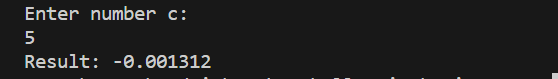 Enter number c:
5
Result: -0.001312